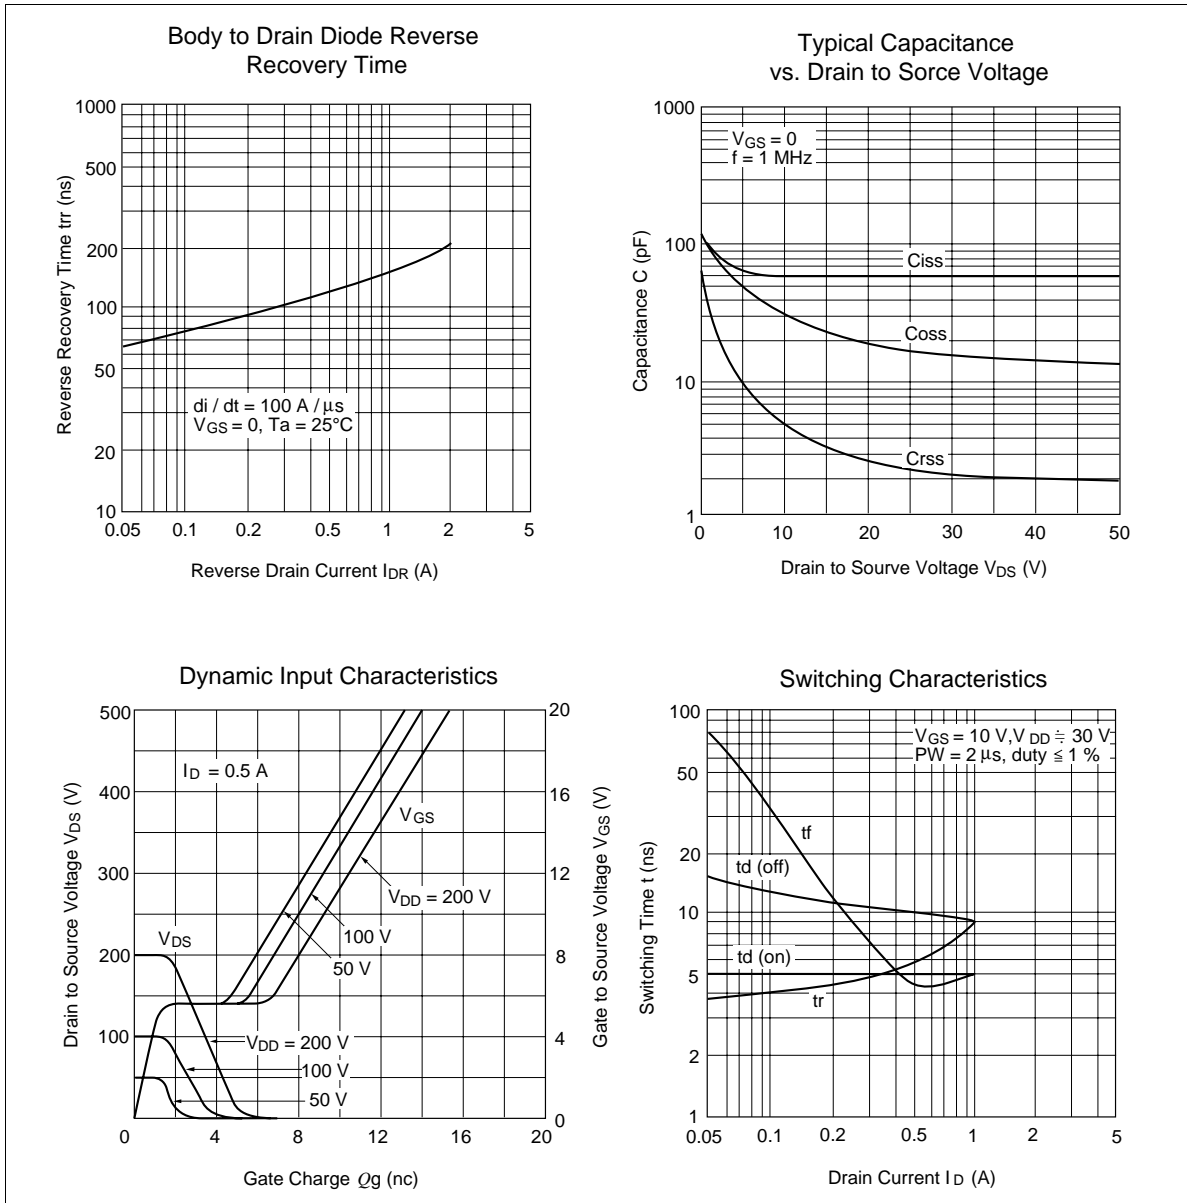 Body to Drain Diode Reverse
Recovery Time
1000
500
200
100
50
20
10
Reverse Recovery Time trr (ns)
di / dt = 100 A / μs
VGS = 0, Ta = 25°C
0.05 0.1 0.2 0.5 1 2 5
Reverse Drain Current IDR (A)
Typical Capacitance
vs. Drain to Sorce Voltage
1000
100
10
1
Capacitance C (pF)
VGS = 0
f = 1 MHz
Ciss
Coss
Crss
0 10 20 30 40 50
Drain to Sourve Voltage VDS (V)
Dynamic Input Characteristics
500
400
300
200
100
Drain to Source Voltage VDS (V)
ID = 0.5 A
VGS
VDD = 200 V
100 V
50 V
VDS
VDD = 200 V
100 V
50 V
20
16
12
8
4
0
Gate to Source Voltage VGS (V)
0 4 8 12 16 20
Gate Charge Qg (nc)
Switching Characteristics
100
50
20
10
5
2
1
Switching Time t (ns)
VGS = 10 V, VDD ≒ 30 V
PW = 2 μs, duty ≦ 1 %
tf
td (off)
td (on)
tr
0.05 0.1 0.2 0.5 1 2 5
Drain Current ID (A)